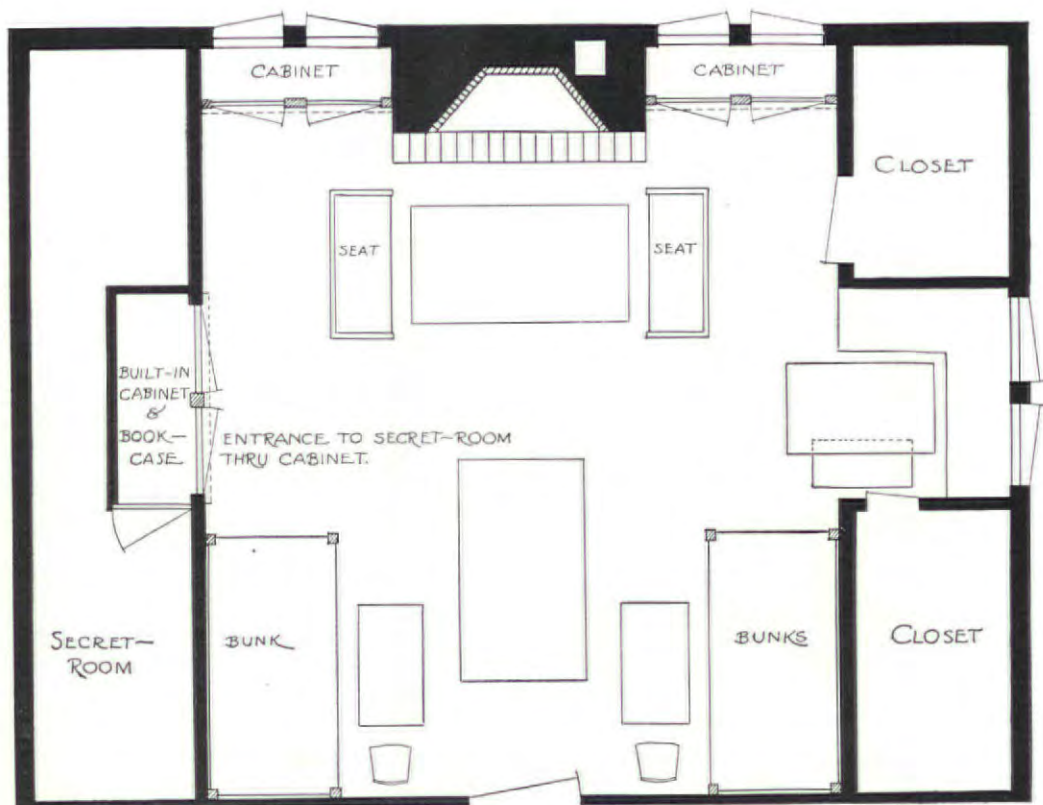 CABINET
CABINET
CLOSET
SEAT
SEAT
BUILT-IN
CABINET
&
BOOK-
CASE
ENTRANCE TO SECRET-ROOM
THRU CABINET.
SECRET-
ROOM
BUNK
BUNKS
CLOSET